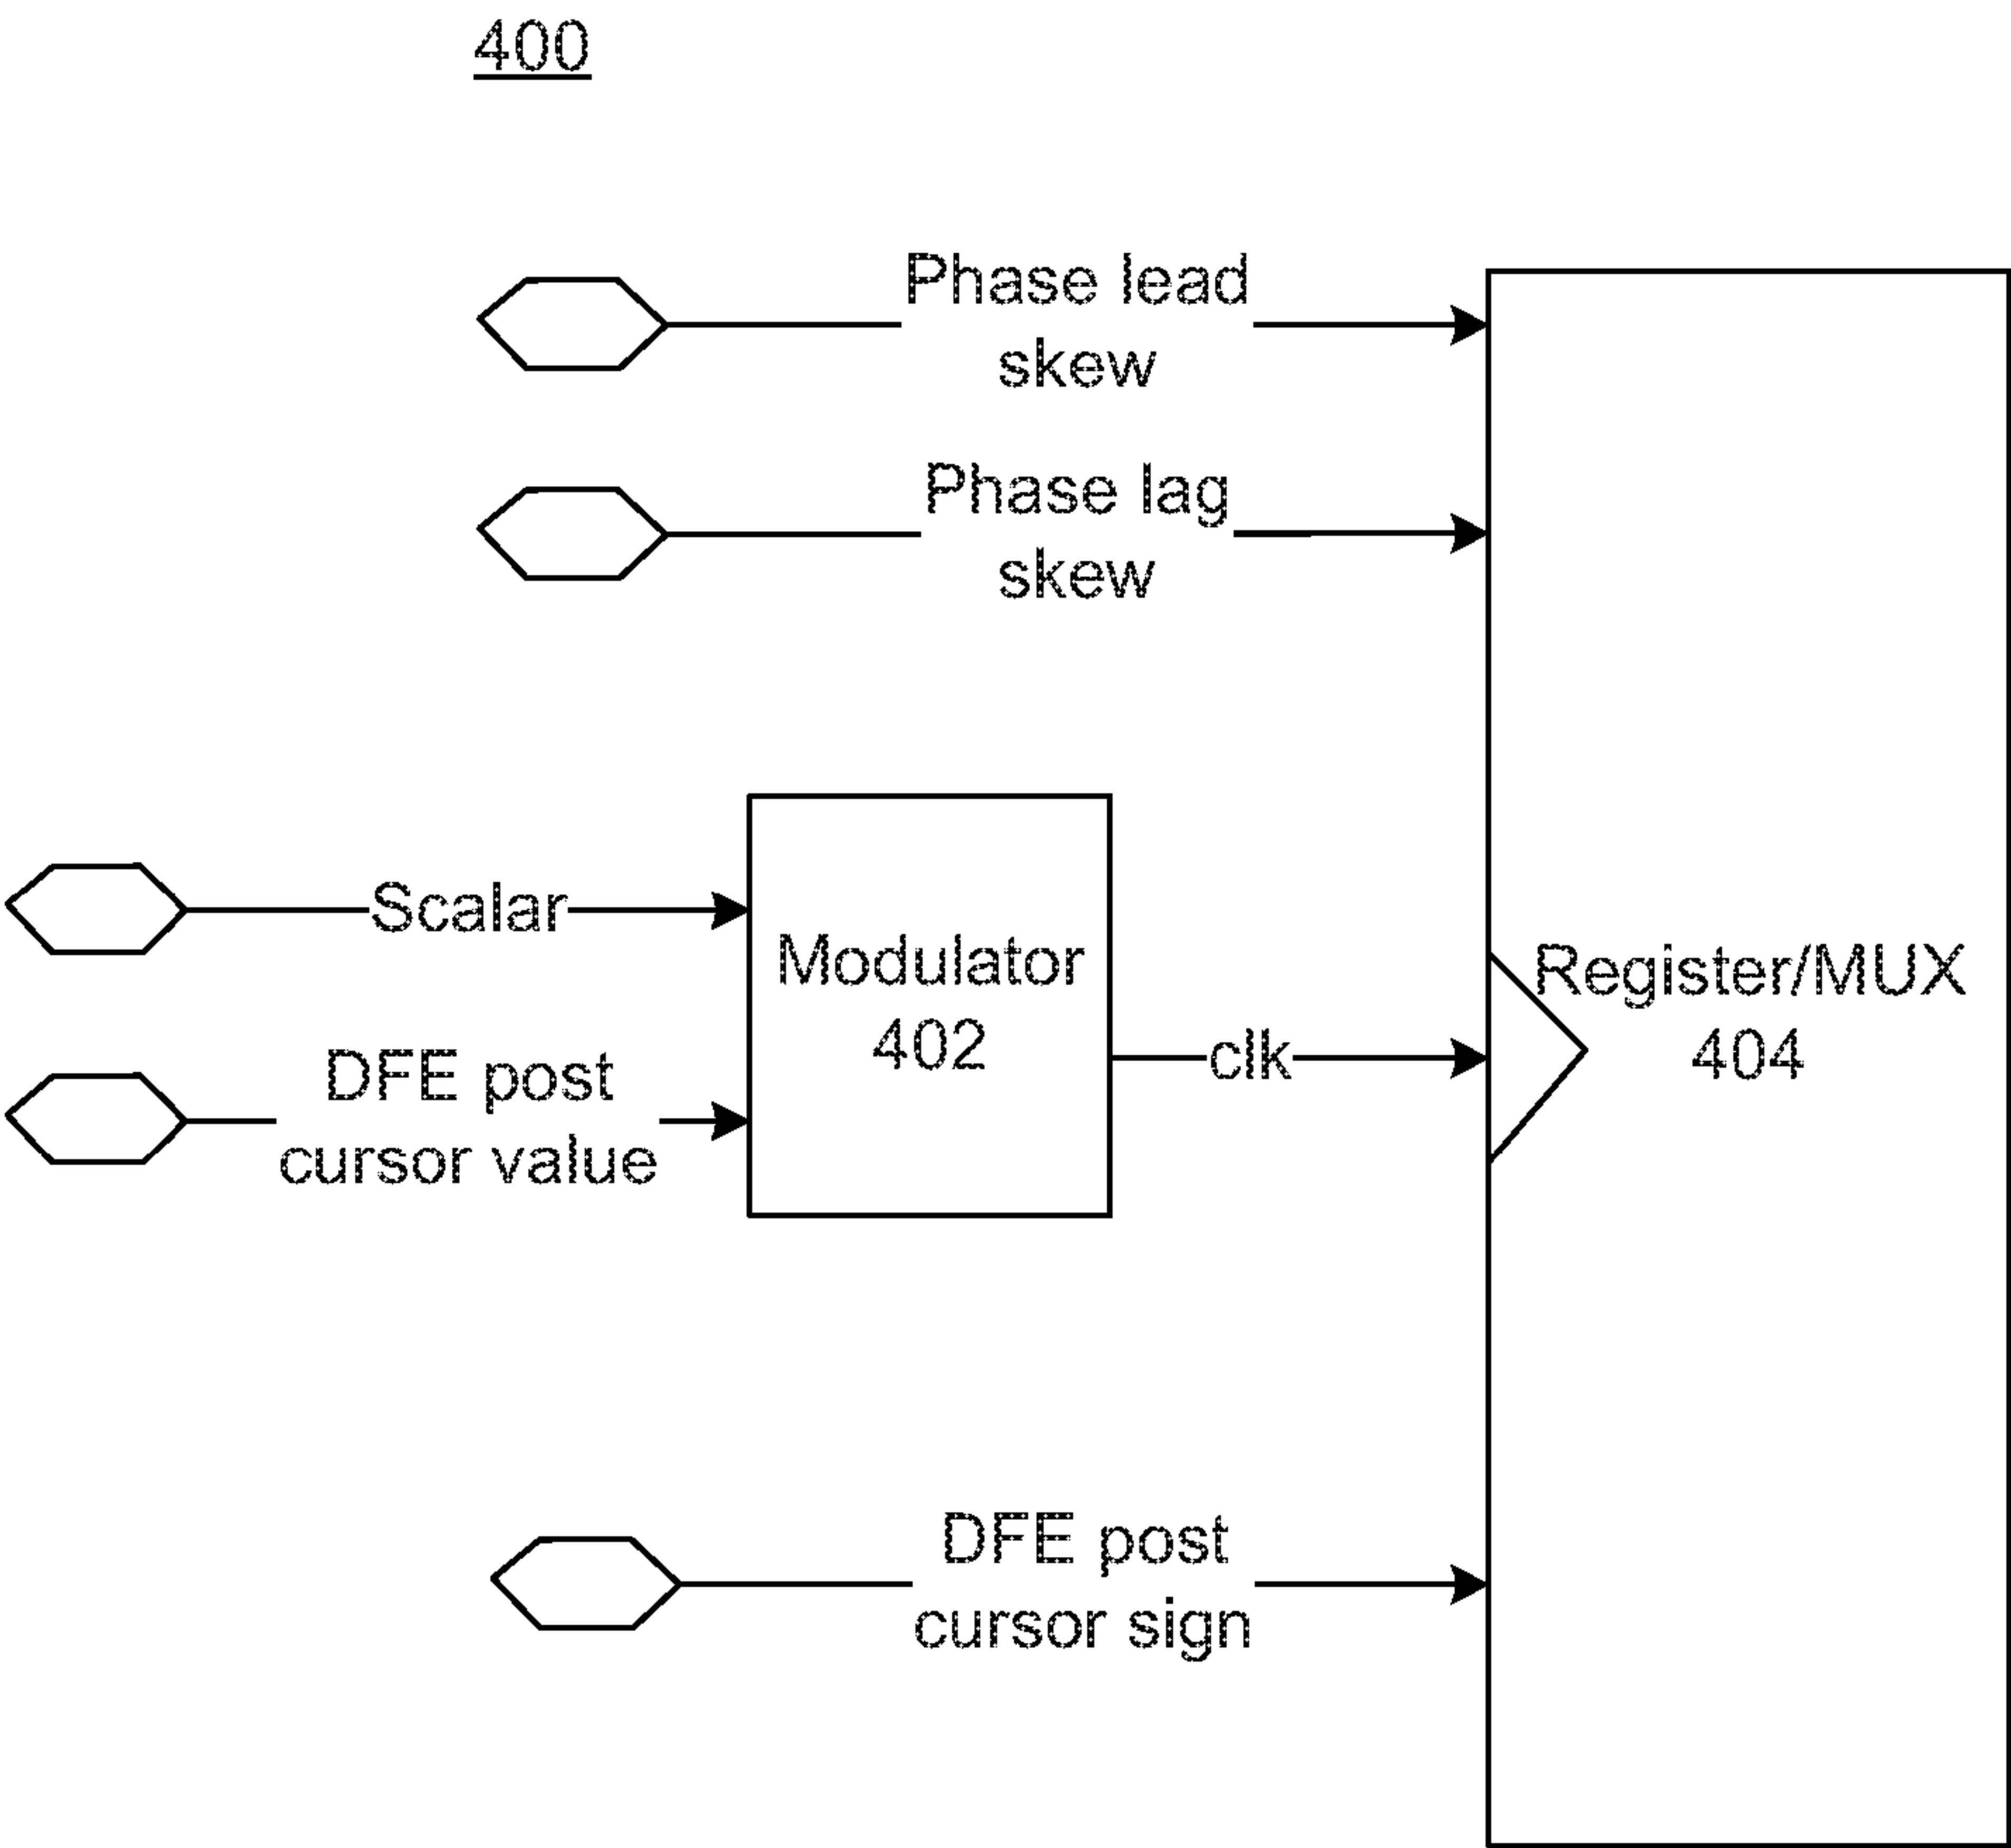 400
Phase lead
skew
Phase lag
skew
Scalar
DFE post
cursor value
Modulator
402
clk
Register/MUX
404
DFE post
cursor sign